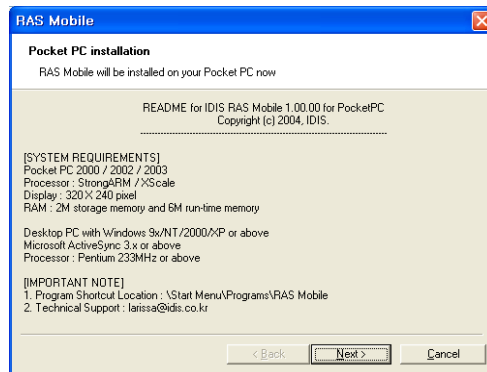 RAS Mobile
Pocket PC installation
RAS Mobile will be installed on your Pocket PC now
README for IDIS RAS Mobile 1.00.00 for PocketPC
Copyright (c) 2004, IDIS.
[SYSTEM REQUIREMENTS]
Pocket PC 2000 / 2002 / 2003
Processor : StrongARM / XScale
Display : 320 X 240 pixel
RAM : 2M storage memory and 6M run-time memory
Desktop PC with Windows 9x/NT/2000/XP or above
Microsoft ActiveSync 3.x or above
Processor : Pentium 233MHz or above
[IMPORTANT NOTE]
1. Program Shortcut Location : \Start Menu\Programs\RAS Mobile
2. Technical Support : larissa@idis.co.kr
< Back Next > Cancel